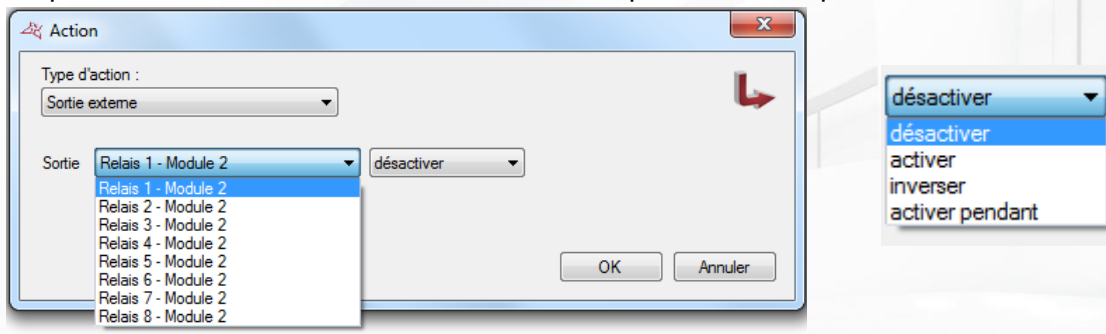 Action
Type d'action :
Sortie externe
Sortie Relais 1 - Module 2 désactiver
Relais 1 - Module 2
Relais 2 - Module 2
Relais 3 - Module 2
Relais 4 - Module 2
Relais 5 - Module 2
Relais 6 - Module 2
Relais 7 - Module 2
Relais 8 - Module 2
OK Annuler
désactiver
désactiver
activer
inverser
activer pendant